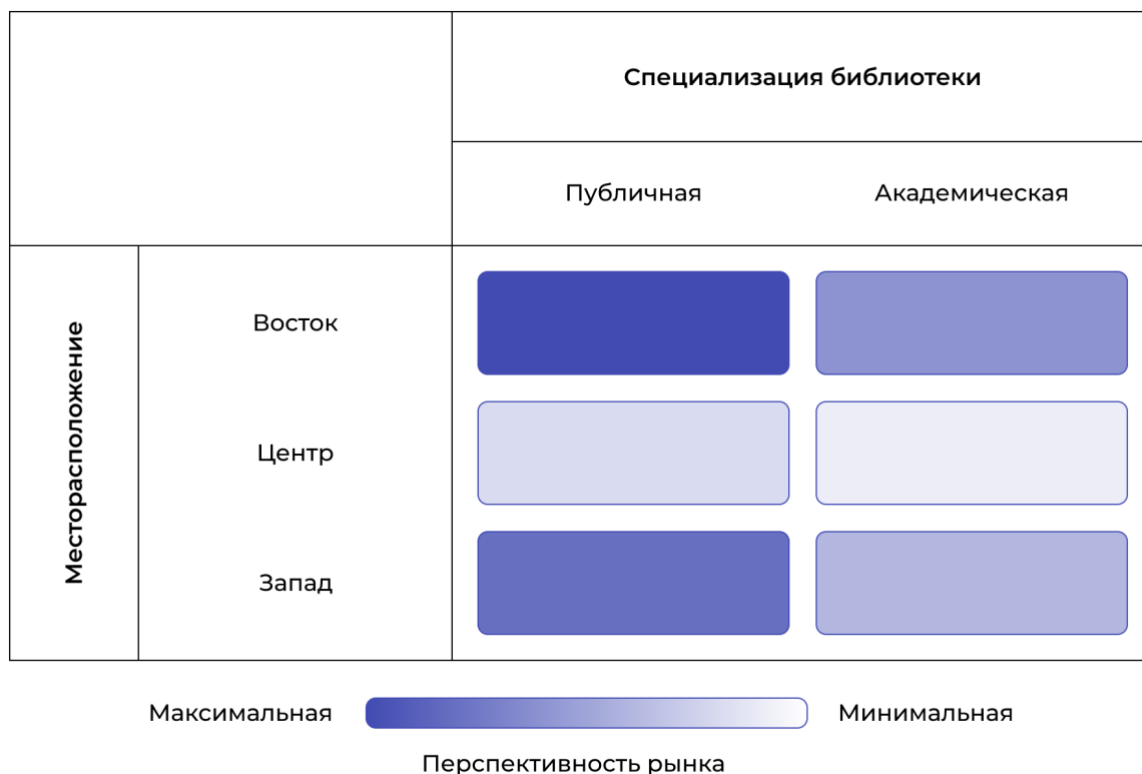 Специализация библиотеки
Публичная
Академическая
Месторасположение
Восток
Центр
Запад
Максимальная
Минимальная
Перспективность рынка